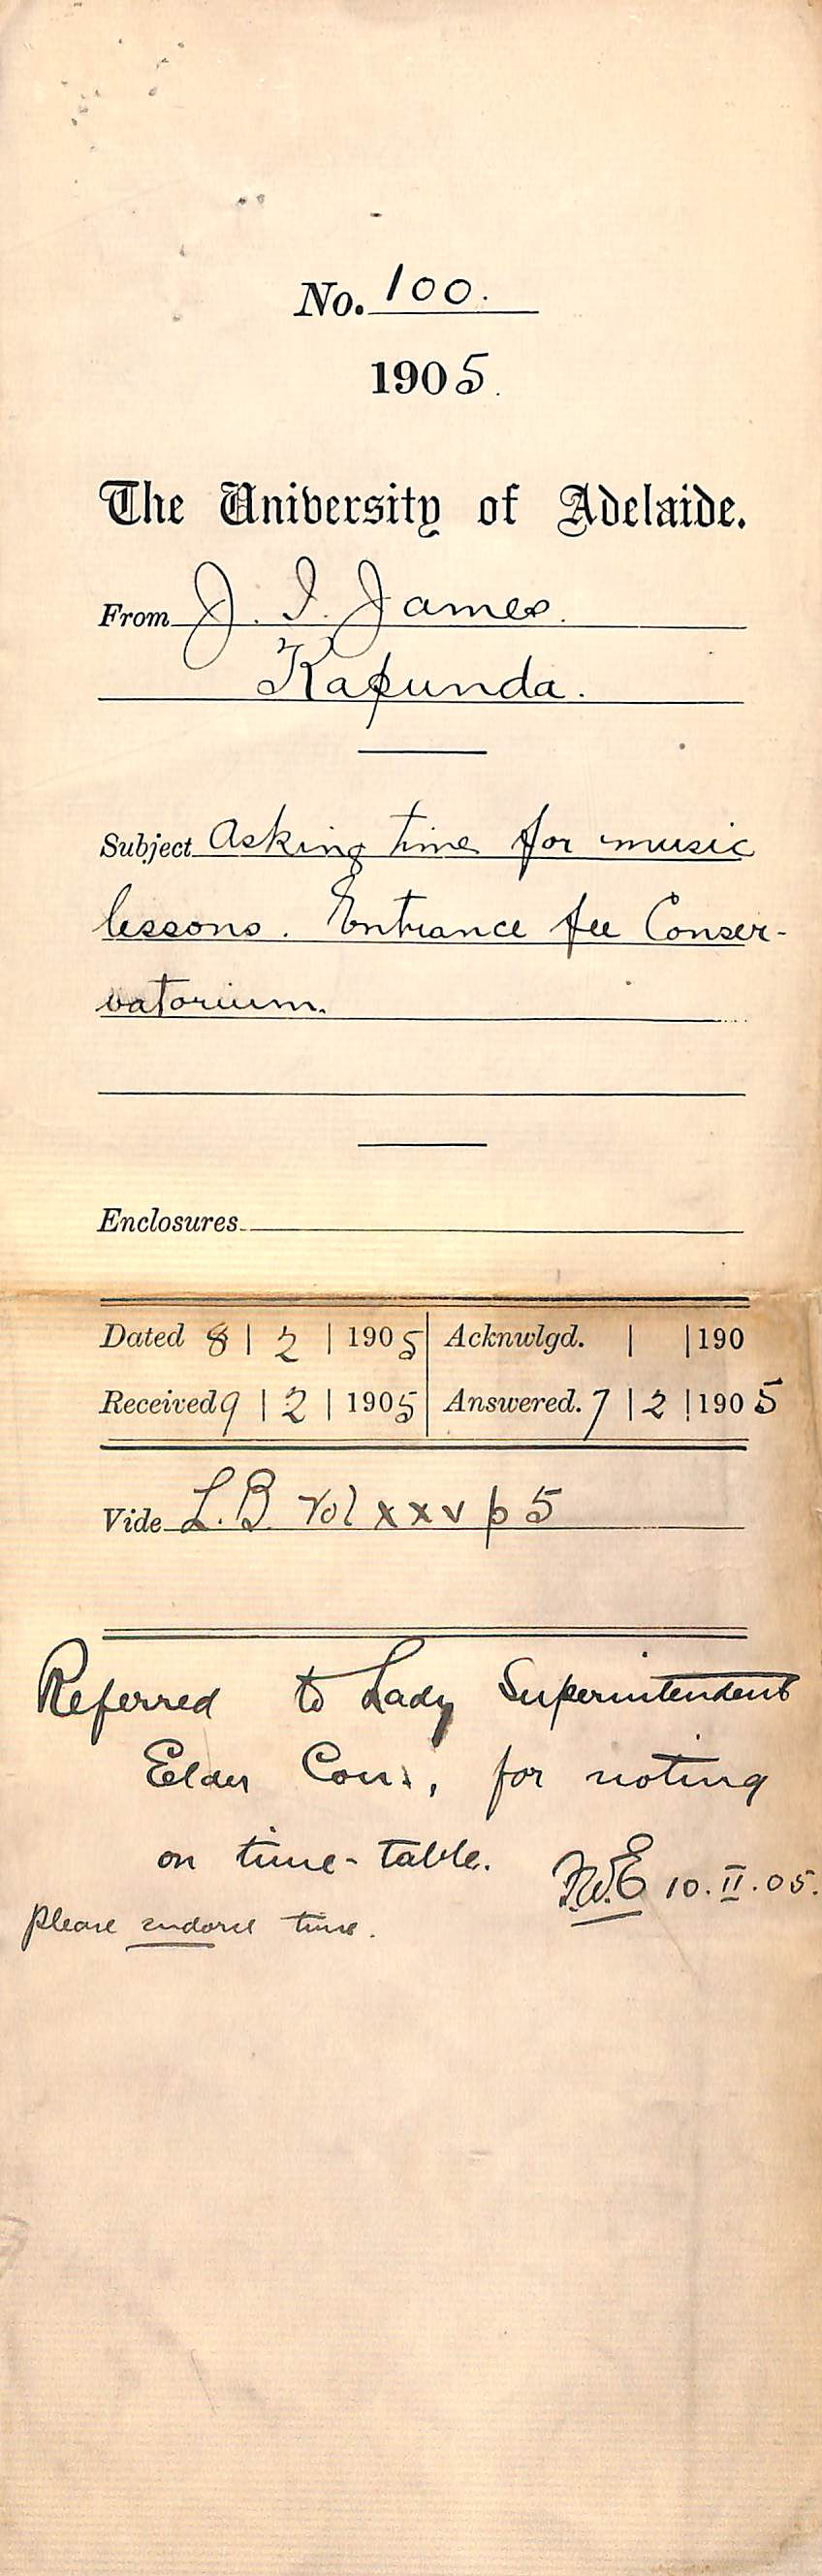 No. 100.
1905.
The University of Adelaide.
From J. I. James.
Kapunda.
Subject Asking time for music
lessons. Entrance fee Conser-
vatorium.
Enclosures
Dated 8 | 2 | 1905 Acknwlgd. | | 190
Received 9 | 2 | 1905 Answered. 7 | 2 | 1905
Vide L.B. Vol xxv p 5
Referred to Lady Superintendent
Elder Cons., for noting
on time-table.
F.W.E 10.II.05.
Please endorse time.